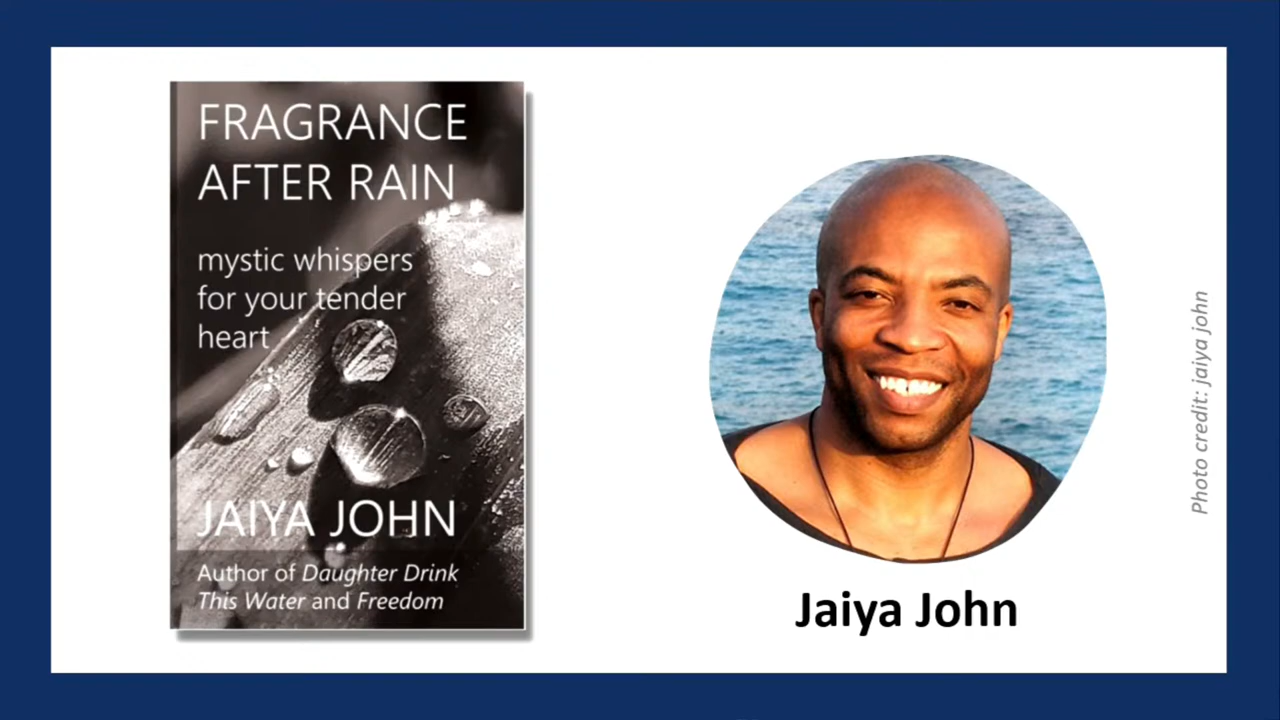 FRAGRANCE
AFTER RAIN
mystic whispers
for your tender
heart
JAIYA JOHN
Author of Daughter Drink
This Water and Freedom
Jaiya John
Photo credit: jaiya john